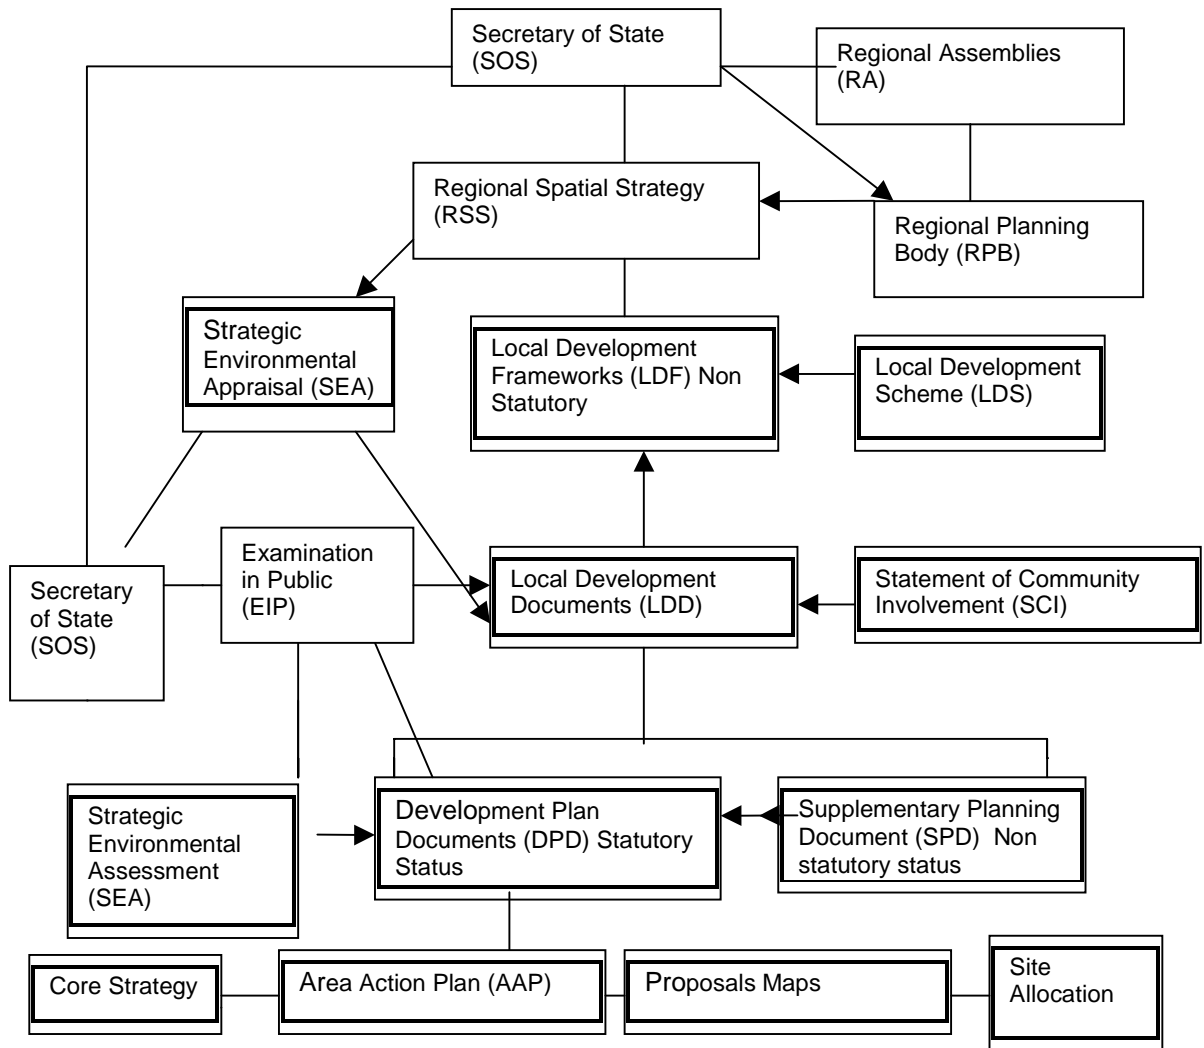 Secretary of State
(SOS)
Regional Assemblies
(RA)
Regional Spatial Strategy
(RSS)
Regional Planning
Body (RPB)
Strategic
Environmental
Appraisal (SEA)
Local Development
Frameworks (LDF) Non
Statutory
Local Development
Scheme (LDS)
Secretary
of State
(SOS)
Examination
in Public
(EIP)
Local Development
Documents (LDD)
Statement of Community
Involvement (SCI)
Strategic
Environmental
Assessment
(SEA)
Development Plan
Documents (DPD) Statutory
Status
Supplementary Planning
Document (SPD) Non
statutory status
Core Strategy
Area Action Plan (AAP)
Proposals Maps
Site
Allocation